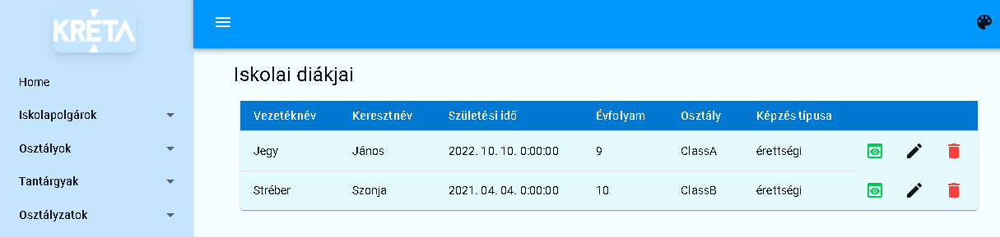 KRÉTA
Home
Iskolapolgárok
Osztályok
Tantárgyak
Osztályzatok
Iskolai diákjai
Vezetéknév Keresztnév Születési idő Évfolyam Osztály Képzés típusa
Jegy János 2022. 10. 10. 0:00:00 9 ClassA érettségi
Stréber Szonja 2021. 04. 04. 0:00:00 10 ClassB érettségi